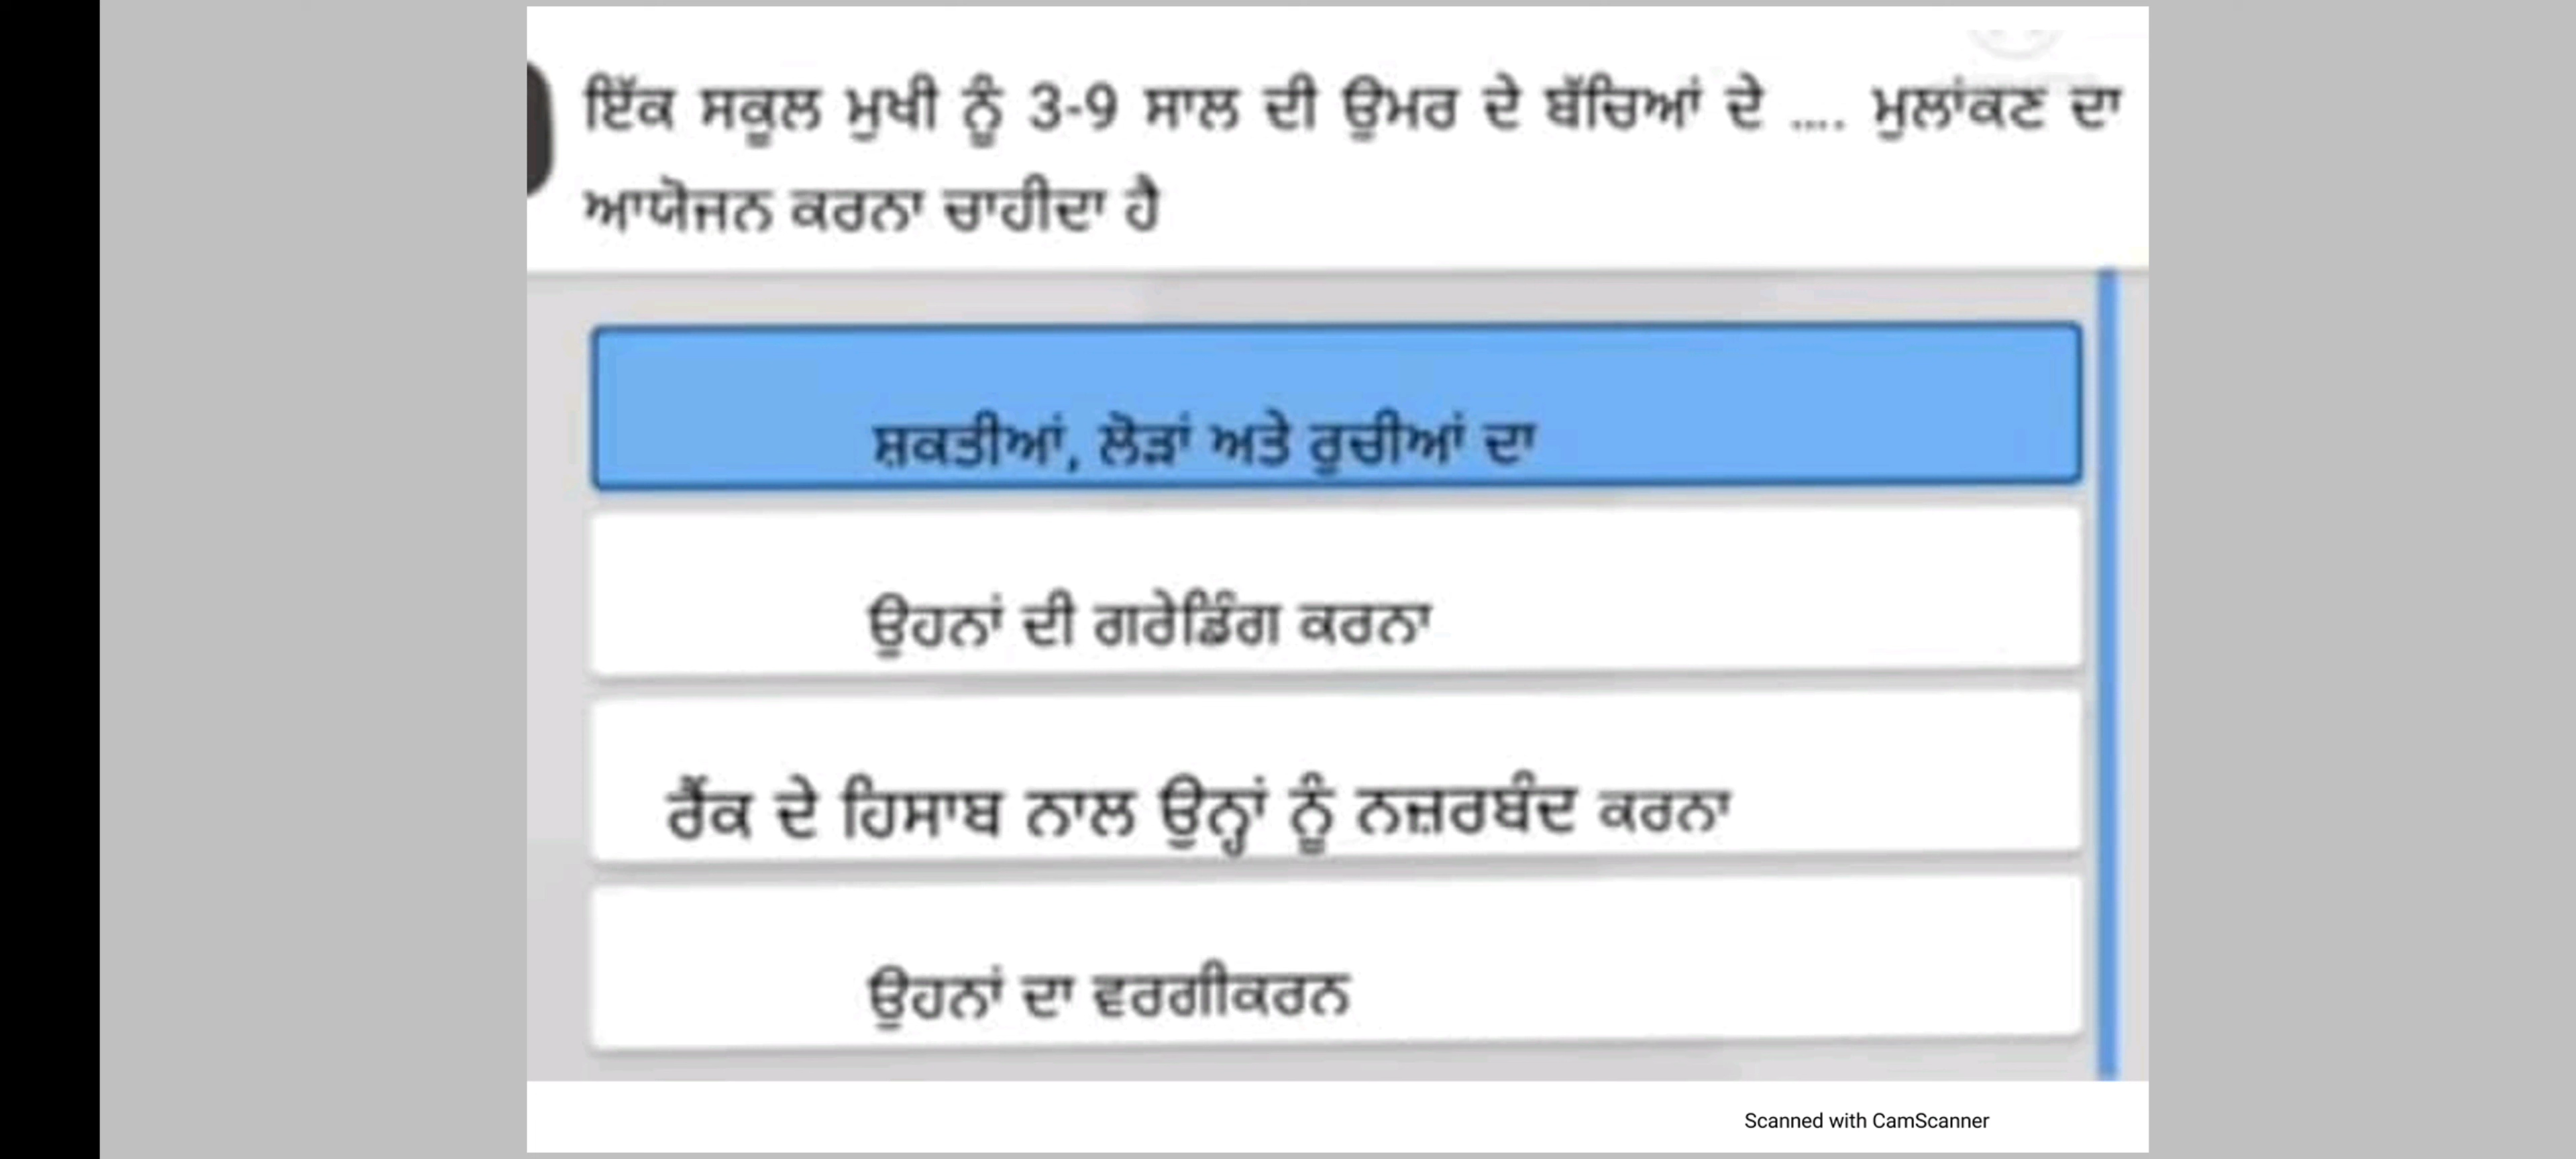 ਇੱਕ ਸਕੂਲ ਮੁਖੀ ਨੂੰ 3-9 ਸਾਲ ਦੀ ਉਮਰ ਦੇ ਬੱਚਿਆਂ ਦੇ .... ਮੁਲਾਂਕਣ ਦਾ
ਆਯੋਜਨ ਕਰਨਾ ਚਾਹੀਦਾ ਹੈ
ਸ਼ਕਤੀਆਂ, ਲੋੜਾਂ ਅਤੇ ਰੁਚੀਆਂ ਦਾ
ਉਹਨਾਂ ਦੀ ਗਰੇਡਿੰਗ ਕਰਨਾ
ਰੈਂਕ ਦੇ ਹਿਸਾਬ ਨਾਲ ਉਨ੍ਹਾਂ ਨੂੰ ਨਜ਼ਰਬੰਦ ਕਰਨਾ
ਉਹਨਾਂ ਦਾ ਵਰਗੀਕਰਨ
Scanned with CamScanner